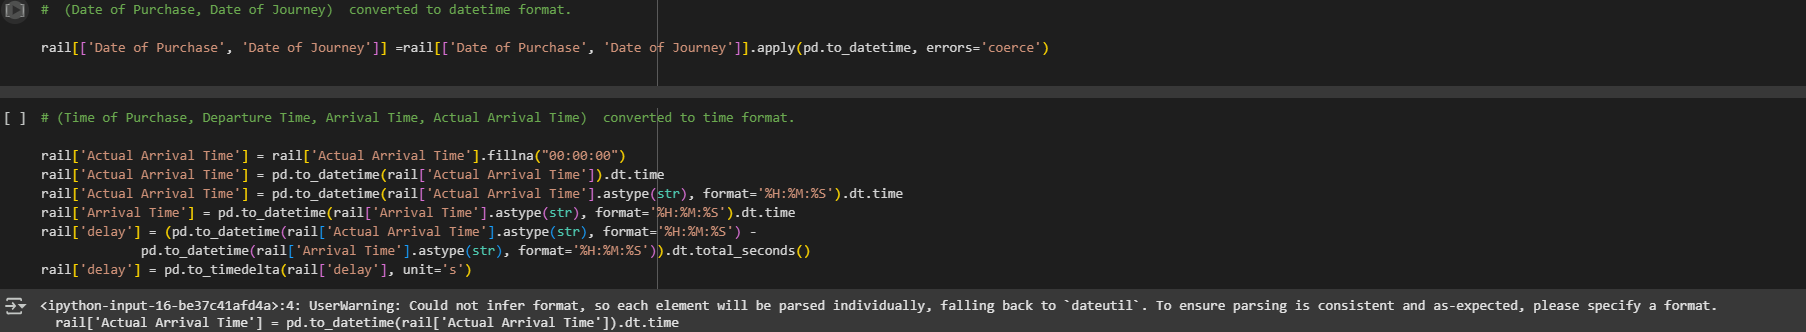 # (Date of Purchase, Date of Journey) converted to datetime format.
rail[['Date of Purchase', 'Date of Journey']] =rail[['Date of Purchase', 'Date of Journey']].apply(pd.to_datetime, errors='coerce')
[ ] # (Time of Purchase, Departure Time, Arrival Time, Actual Arrival Time) converted to time format.
rail['Actual Arrival Time'] = rail['Actual Arrival Time'].fillna("00:00:00")
rail['Actual Arrival Time'] = pd.to_datetime(rail['Actual Arrival Time']).dt.time
rail['Actual Arrival Time'] = pd.to_datetime(rail['Actual Arrival Time'].astype(str), format='%H:%M:%S').dt.time
rail['Arrival Time'] = pd.to_datetime(rail['Arrival Time'].astype(str), format='%H:%M:%S').dt.time
rail['delay'] = (pd.to_datetime(rail['Actual Arrival Time'].astype(str), format='%H:%M:%S') -
pd.to_datetime(rail['Arrival Time'].astype(str), format='%H:%M:%S')).dt.total_seconds()
rail['delay'] = pd.to_timedelta(rail['delay'], unit='s')
<ipython-input-16-be37c41afd4a>:4: UserWarning: Could not infer format, so each element will be parsed individually, falling back to `dateutil`. To ensure parsing is consistent and as-expected, please specify a format.
rail['Actual Arrival Time'] = pd.to_datetime(rail['Actual Arrival Time']).dt.time